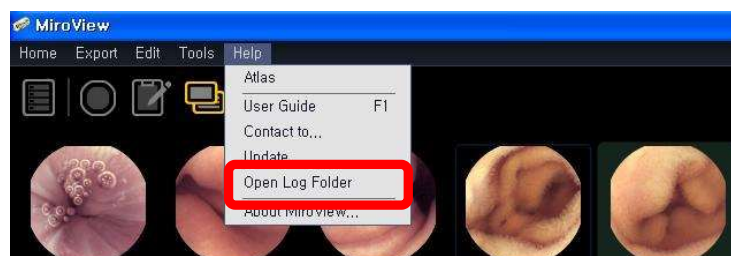 MiroView
Home Export Edit Tools Help
Atlas
User Guide F1
Contact to...
Update
Open Log Folder
About MiroView...